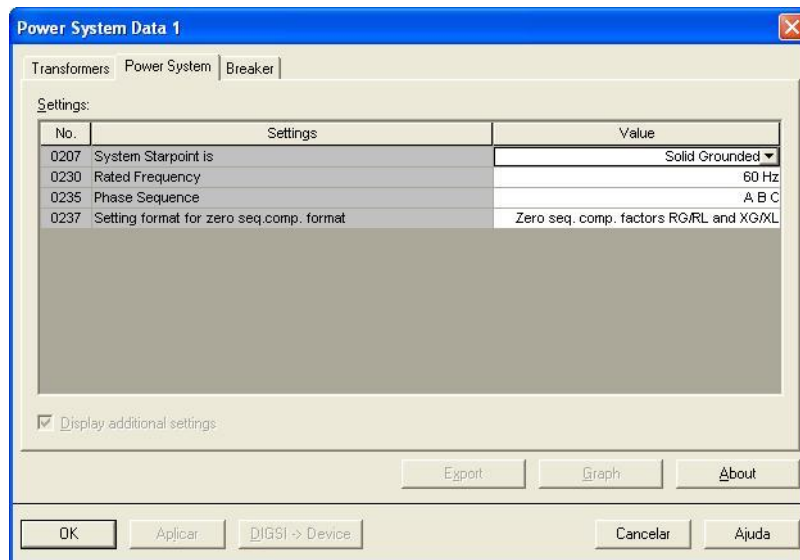 Power System Data 1
Transformers Power System Breaker
Settings:
No. Settings Value
0207 System Starpoint is Solid Grounded
0230 Rated Frequency 60 Hz
0235 Phase Sequence A B C
0237 Setting format for zero seq.comp. format Zero seq. comp. factors RG/RL and XG/XL
Display additional settings
Export Graph About
OK Aplicar DIGSI -> Device Cancelar Ajuda